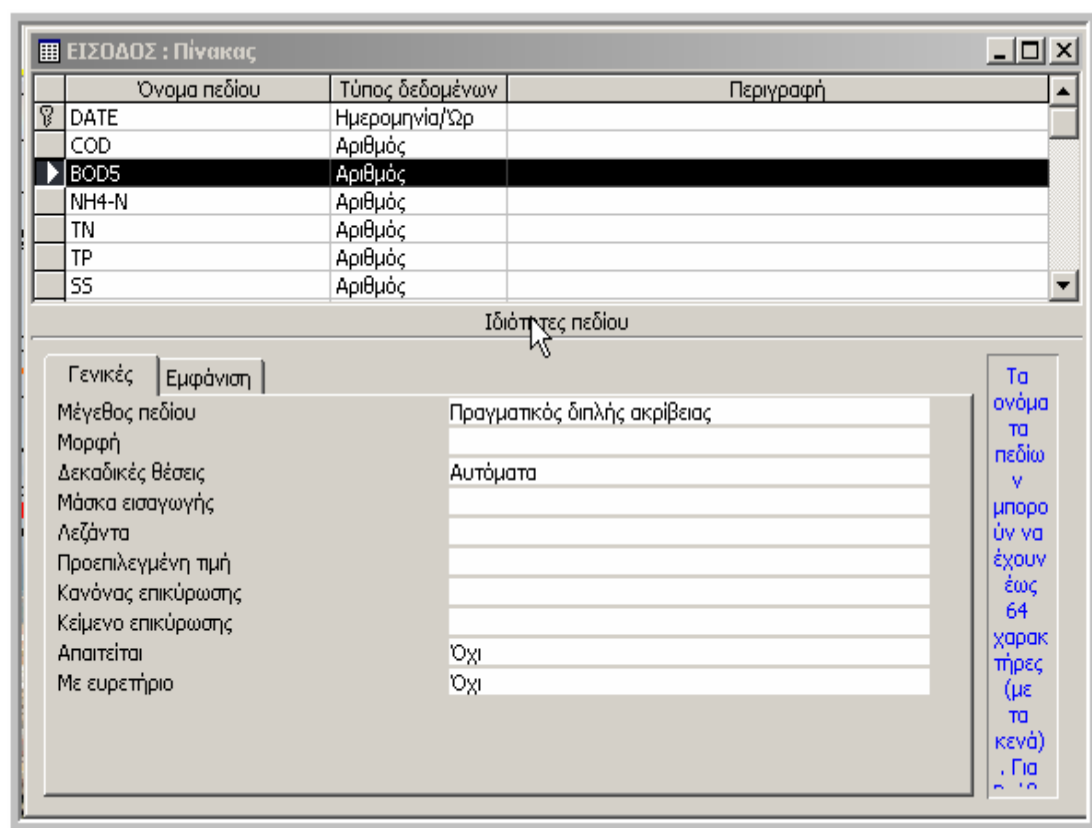 ΕΙΣΟΔΟΣ : Πίνακας
Όνομα πεδίου Τύπος δεδομένων Περιγραφή
DATE Ημερομηνία/Ώρ
COD Αριθμός
BOD5 Αριθμός
NH4-N Αριθμός
TN Αριθμός
TP Αριθμός
SS Αριθμός
Ιδιότητες πεδίου
Γενικές Εμφάνιση
Μέγεθος πεδίου Πραγματικός διπλής ακρίβειας
Μορφή
Δεκαδικές θέσεις Αυτόματα
Μάσκα εισαγωγής
Λεζάντα
Προεπιλεγμένη τιμή
Κανόνας επικύρωσης
Κείμενο επικύρωσης
Απαιτείται Όχι
Με ευρετήριο Όχι
Τα
ονόμα
τα
πεδίω
ν
μπορο
ύν να
έχουν
έως
64
χαρακ
τήρες
(με
τα
κενά)
. Για